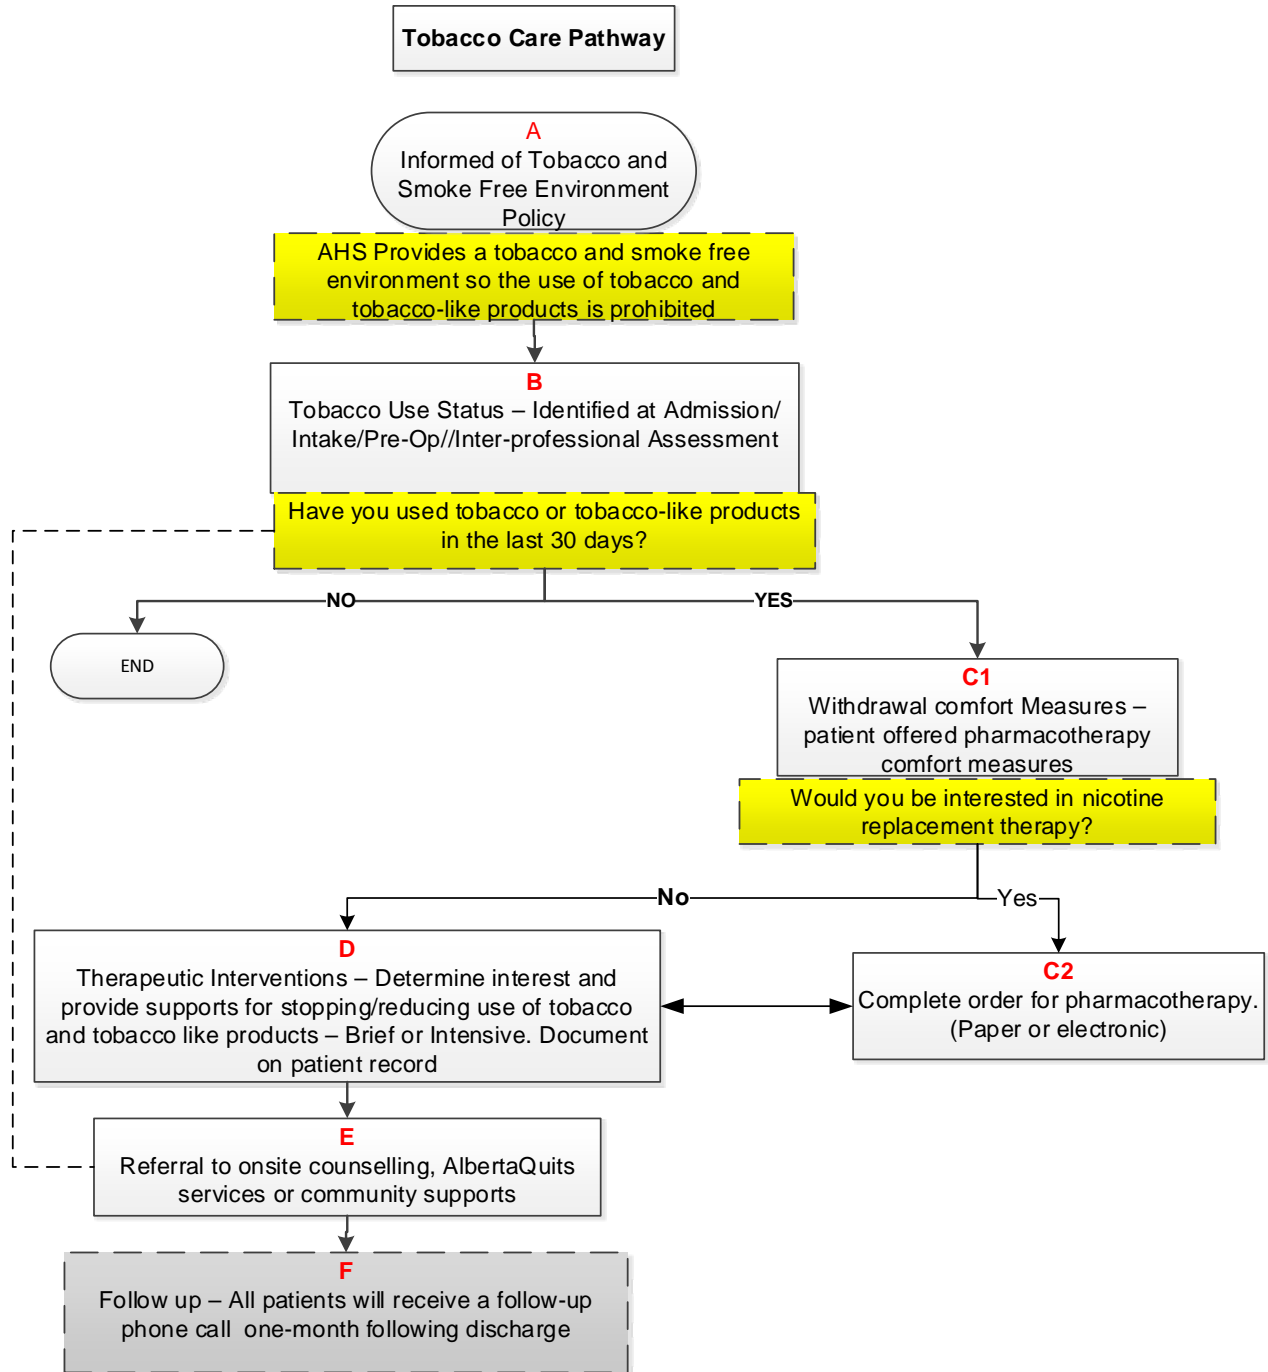 Tobacco Care Pathway
A
Informed of Tobacco and
Smoke Free Environment
Policy
AHS Provides a tobacco and smoke free
environment so the use of tobacco and
tobacco-like products is prohibited
B
Tobacco Use Status – Identified at Admission/
Intake/Pre-Op//Inter-professional Assessment
Have you used tobacco or tobacco-like products
in the last 30 days?
NO
YES
END
C1
Withdrawal comfort Measures –
patient offered pharmacotherapy
comfort measures
Would you be interested in nicotine
replacement therapy?
No
Yes
D
Therapeutic Interventions – Determine interest and
provide supports for stopping/reducing use of tobacco
and tobacco like products – Brief or Intensive. Document
on patient record
C2
Complete order for pharmacotherapy.
(Paper or electronic)
E
Referral to onsite counselling, AlbertaQuits
services or community supports
F
Follow up – All patients will receive a follow-up
phone call  one-month following discharge